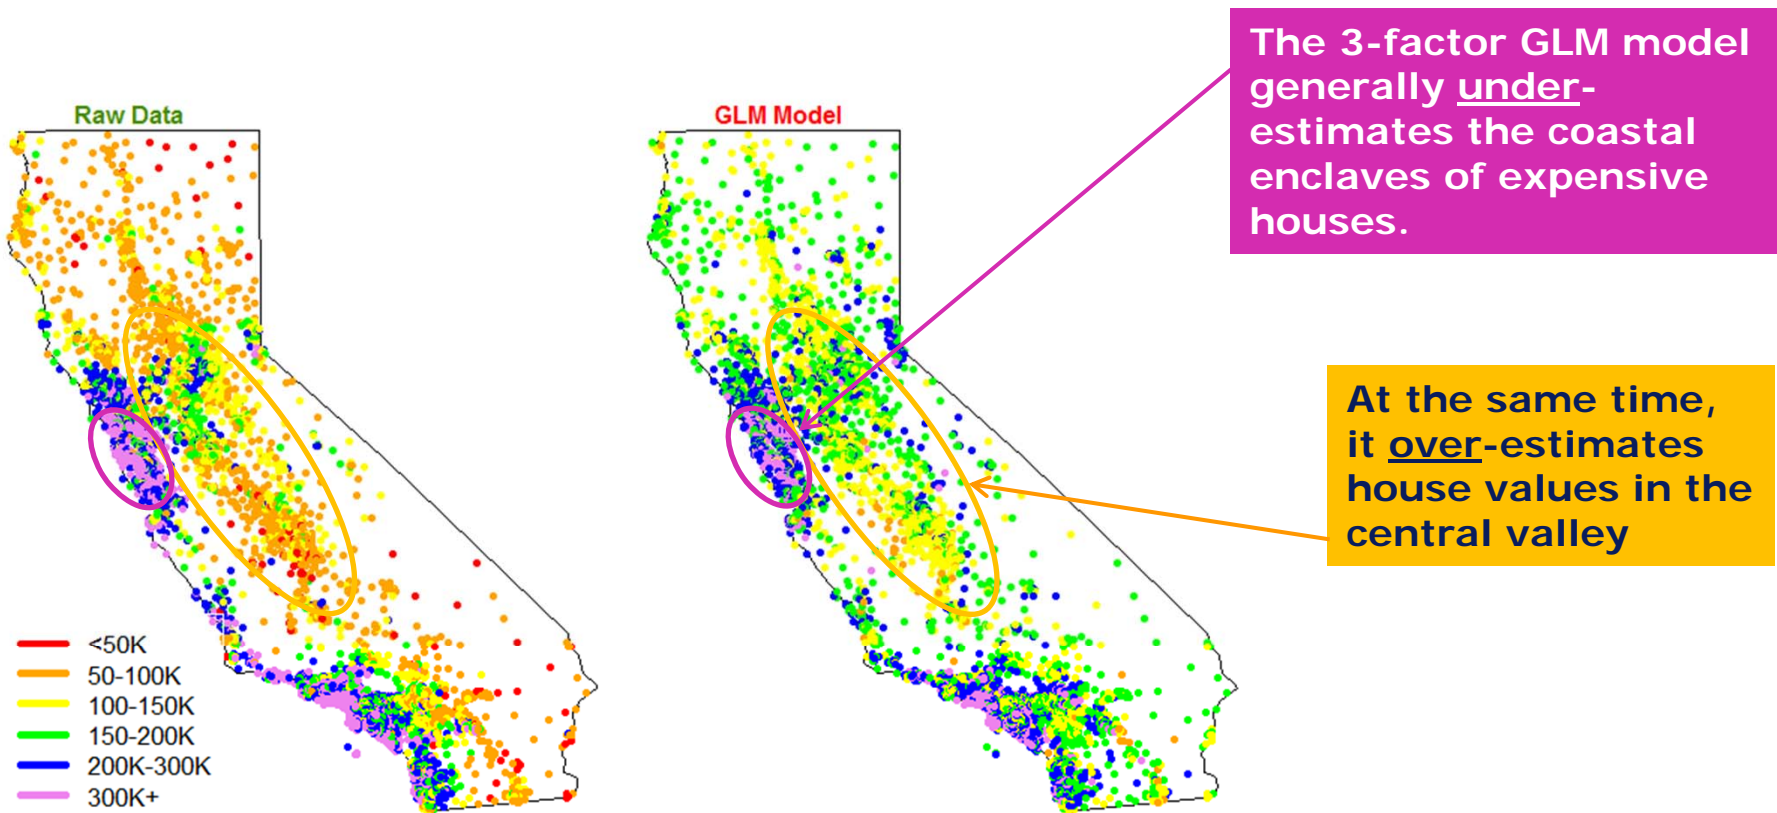 Raw Data
<50K
50-100K
100-150K
150-200K
200K-300K
300K+
GLM Model
The 3-factor GLM model
generally under-
estimates the coastal
enclaves of expensive
houses.
At the same time,
it over-estimates
house values in the
central valley